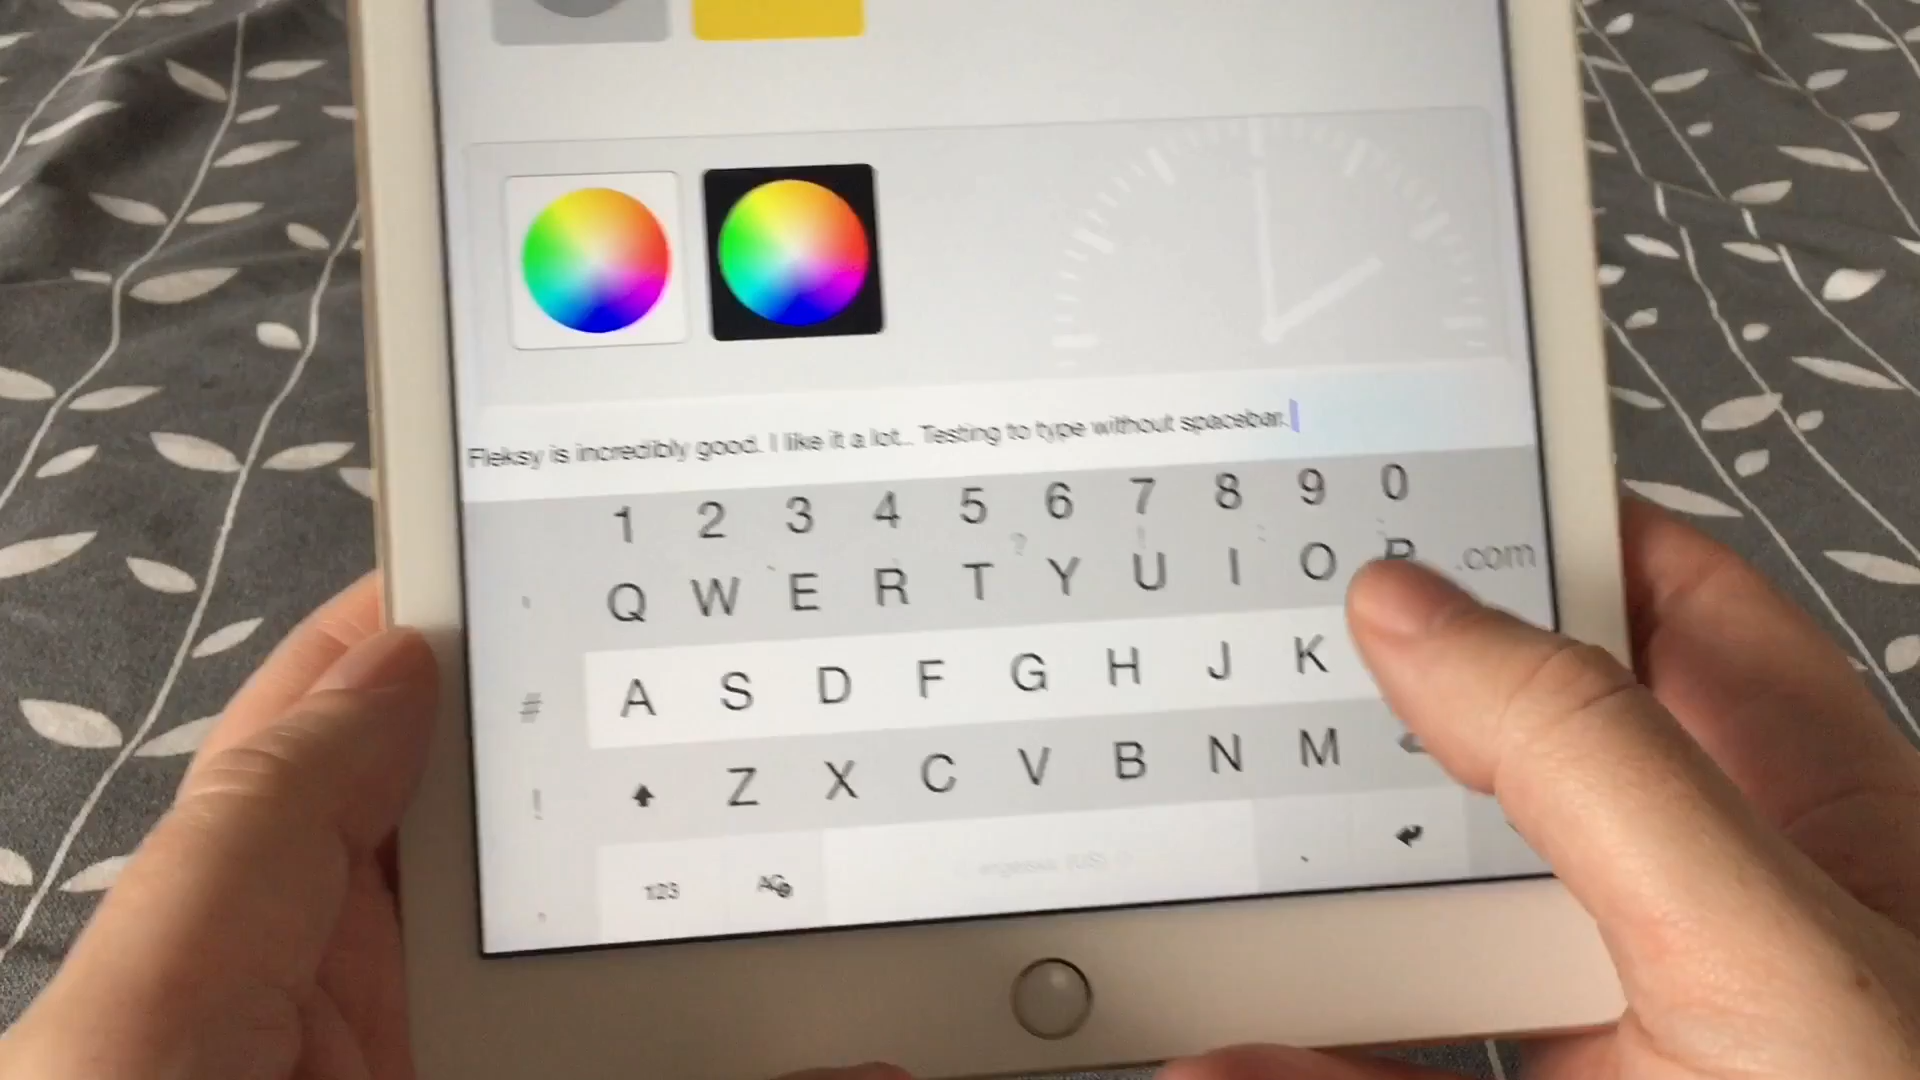 Fleksy is incredibly good. I like it a lot.. Testing to type without spacebar.
1 2 3 4 5 6 7 8 9 0
' Q W E R T Y U I O P .com
# A S D F G H J K
! Z X C V B N M
, 123 .